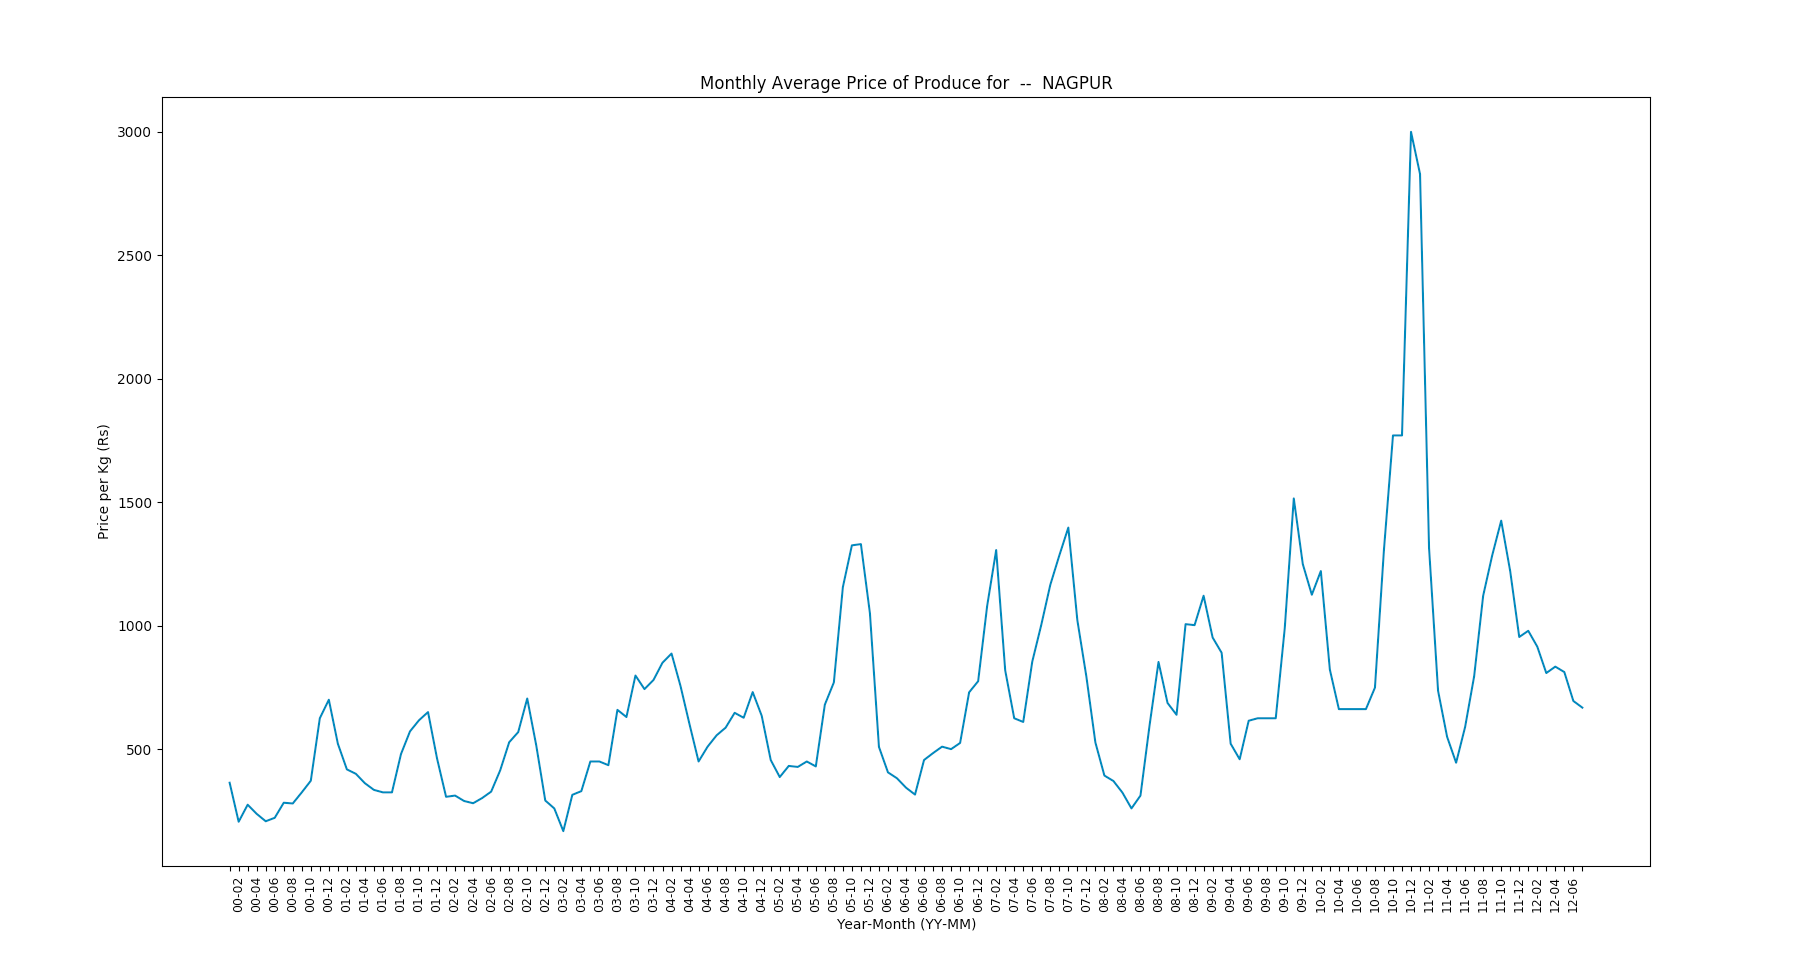 Monthly Average Price of Produce for  --  NAGPUR
3000
2500
2000
1500
1000
500
Price per Kg (Rs)
00-02 00-04 00-06 00-08 00-10 00-12 01-02 01-04 01-06 01-08 01-10 01-12 02-02 02-04 02-06 02-08 02-10 02-12 03-02 03-04 03-06 03-08 03-10 03-12 04-02 04-04 04-06 04-08 04-10 04-12 05-02 05-04 05-06 05-08 05-10 05-12 06-02 06-04 06-06 06-08 06-10 06-12 07-02 07-04 07-06 07-08 07-10 07-12 08-02 08-04 08-06 08-08 08-10 08-12 09-02 09-04 09-06 09-08 09-10 09-12 10-02 10-04 10-06 10-08 10-10 10-12 11-02 11-04 11-06 11-08 11-10 11-12 12-02 12-04 12-06
Year-Month (YY-MM)